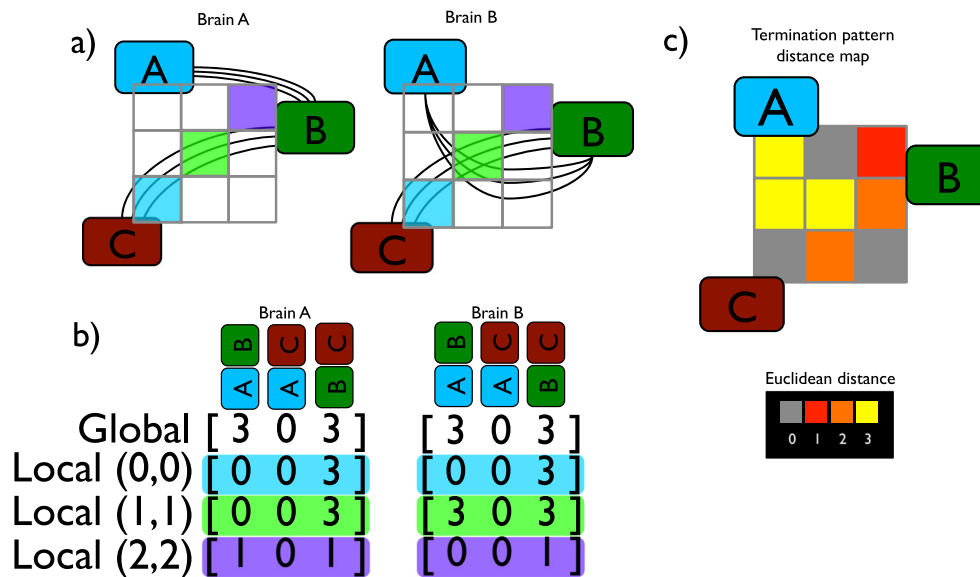 Brain A
Brain B
a)
c)
Termination pattern
distance map
A
B
C
A
B
C
A
B
C
b)
Brain A
Brain B
B C C
A A B
B C C
A A B
Global [ 3 0 3 ] [ 3 0 3 ]
Local (0,0) [ 0 0 3 ] [ 0 0 3 ]
Local (1,1) [ 0 0 3 ] [ 3 0 3 ]
Local (2,2) [ 1 0 1 ] [ 0 0 1 ]
Euclidean distance
0 1 2 3